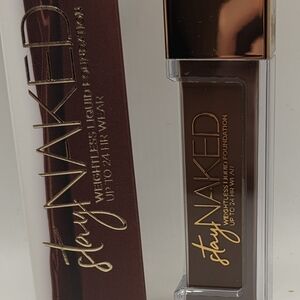 stay NAKED
WEIGHTLESS LIQUID FOUNDATION
UP TO 24 HR WEAR
stay NAKED
WEIGHTLESS LIQUID FOUNDATION
UP TO 24 HR WEAR